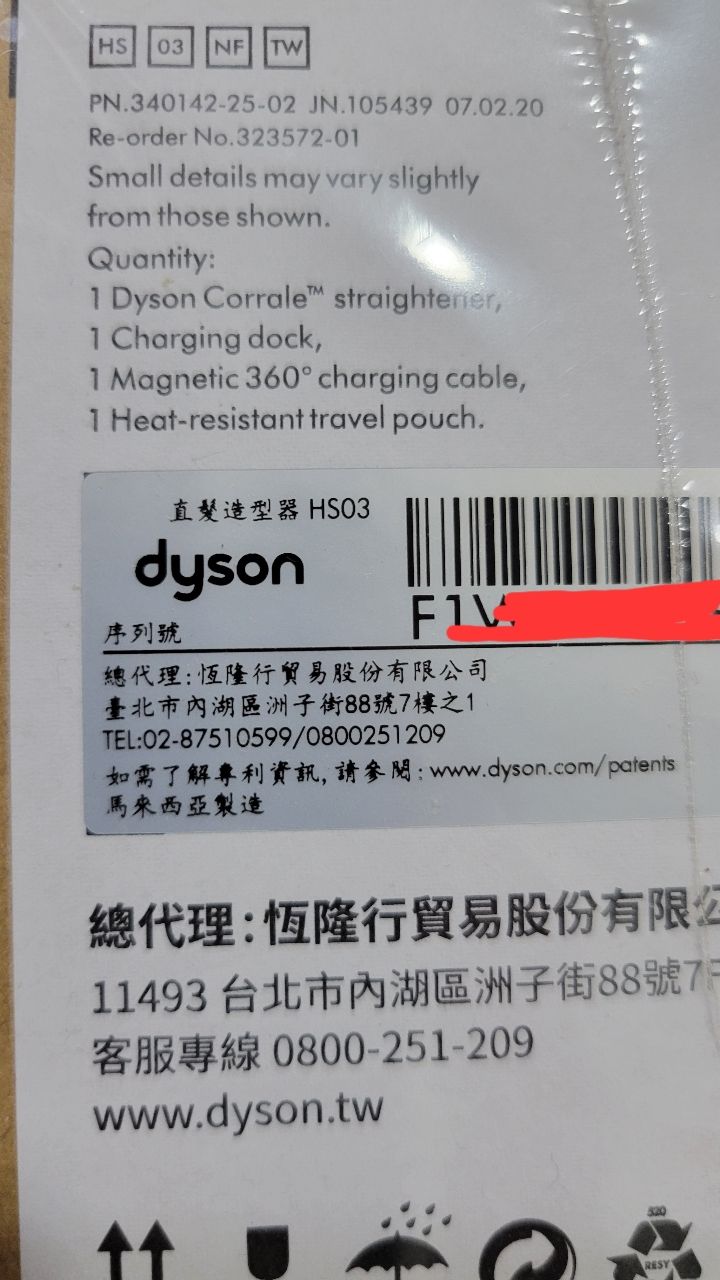 HS 03 NF TW
PN.340142-25-02 JN.105439 07.02.20
Re-order No.323572-01
Small details may vary slightly
from those shown.
Quantity:
1 Dyson Corrale™ straightener,
1 Charging dock,
1 Magnetic 360° charging cable,
1 Heat-resistant travel pouch.
直髮造型器 HS03
dyson
序列號
F1V
總代理:恆隆行貿易股份有限公司
臺北市內湖區洲子街88號7樓之1
TEL:02-87510599/0800251209
如需了解專利資訊,請參閱:www.dyson.com/patents
馬來西亞製造
總代理:恆隆行貿易股份有限公
11493 台北市內湖區洲子街88號7
客服專線 0800-251-209
www.dyson.tw
RESY